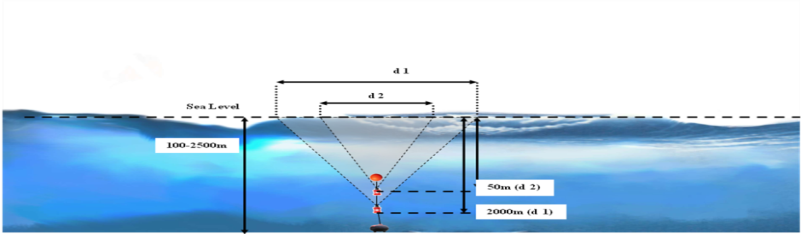 d 1
d 2
Sea Level
100-2500m
50m (d 2)
2000m (d 1)